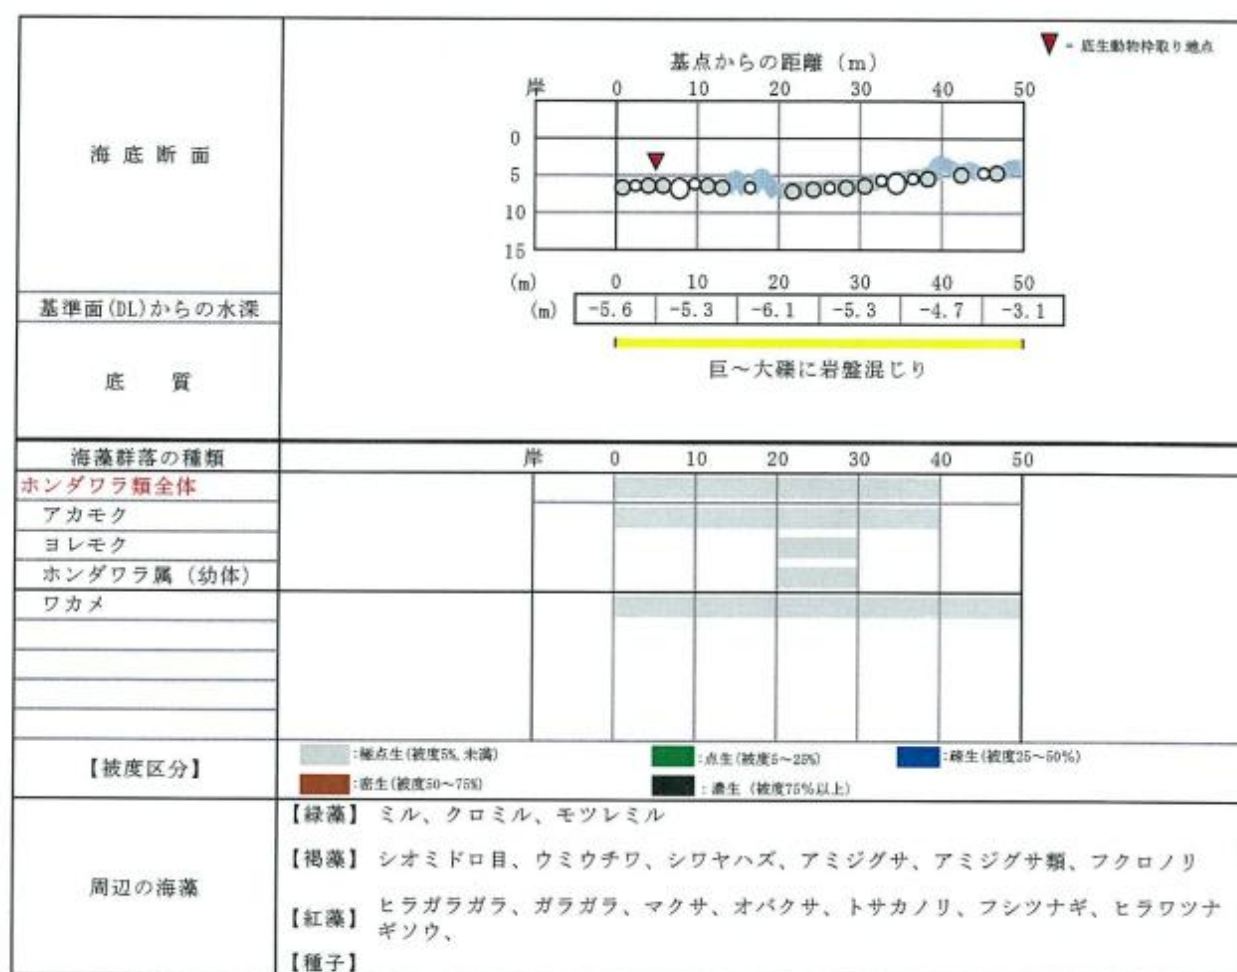 ▼ = 底生動物枠取り地点
基点からの距離 (m)
岸 0 10 20 30 40 50
海底断面
0
5
10
15
(m) 0 10 20 30 40 50
基準面(DL)からの水深
(m) -5.6 -5.3 -6.1 -5.3 -4.7 -3.1
底 質
巨～大礫に岩盤混じり
海藻群落の種類 岸 0 10 20 30 40 50
ホンダワラ類全体
アカモク
ヨレモク
ホンダワラ属 (幼体)
ワカメ
【被度区分】
:極点生(被度5%未満) :点生(被度5～25%) :疎生(被度25～50%)
:密生(被度50～75%) :濃生 (被度75%以上)
周辺の海藻
【緑藻】 ミル、クロミル、モツレミル
【褐藻】 シオミドロ目、ウミウチワ、シワヤハズ、アミジグサ、アミジグサ類、フクロノリ
【紅藻】 ヒラガラガラ、ガラガラ、マクサ、オバクサ、トサカノリ、フシツナギ、ヒラワツナ
ギソウ、
【種子】